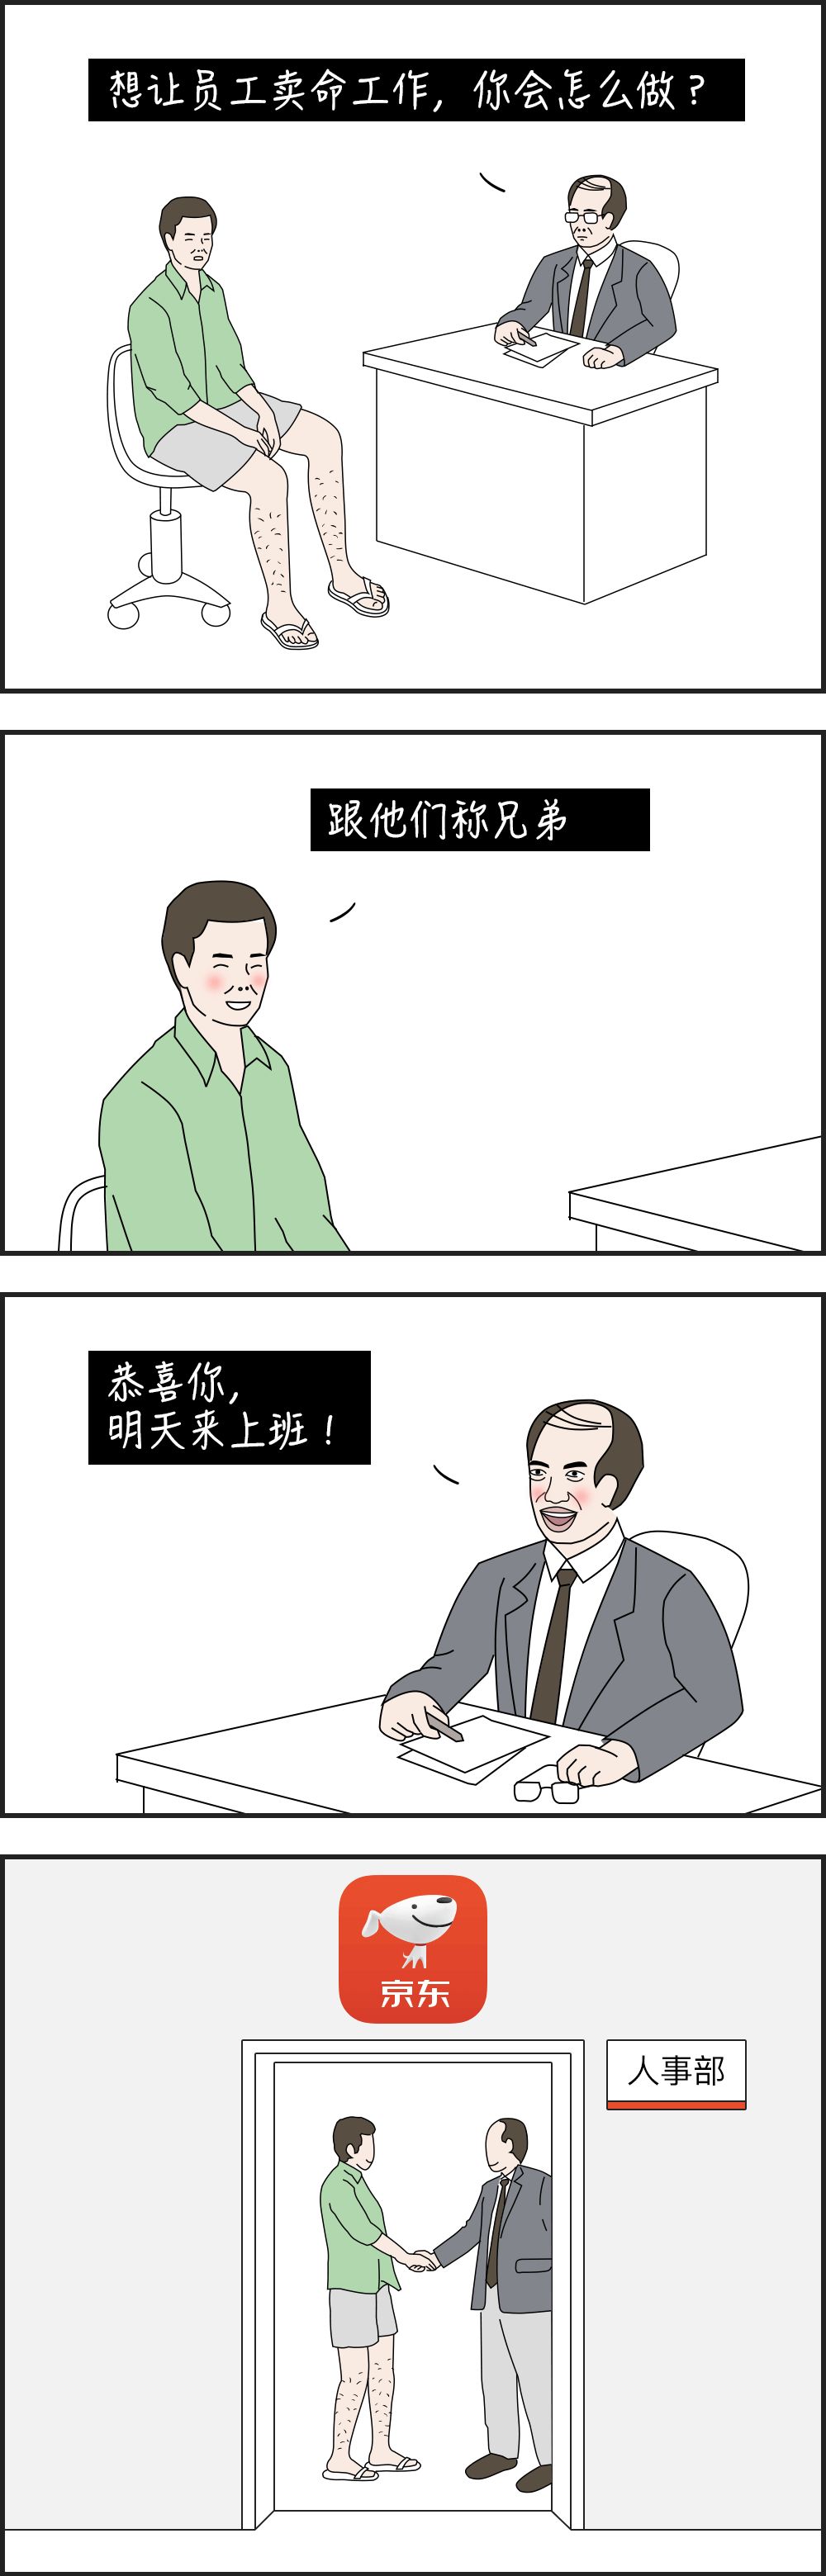 想让员工卖命工作，你会怎么做？
跟他们称兄弟
恭喜你，
明天来上班！
京东
人事部